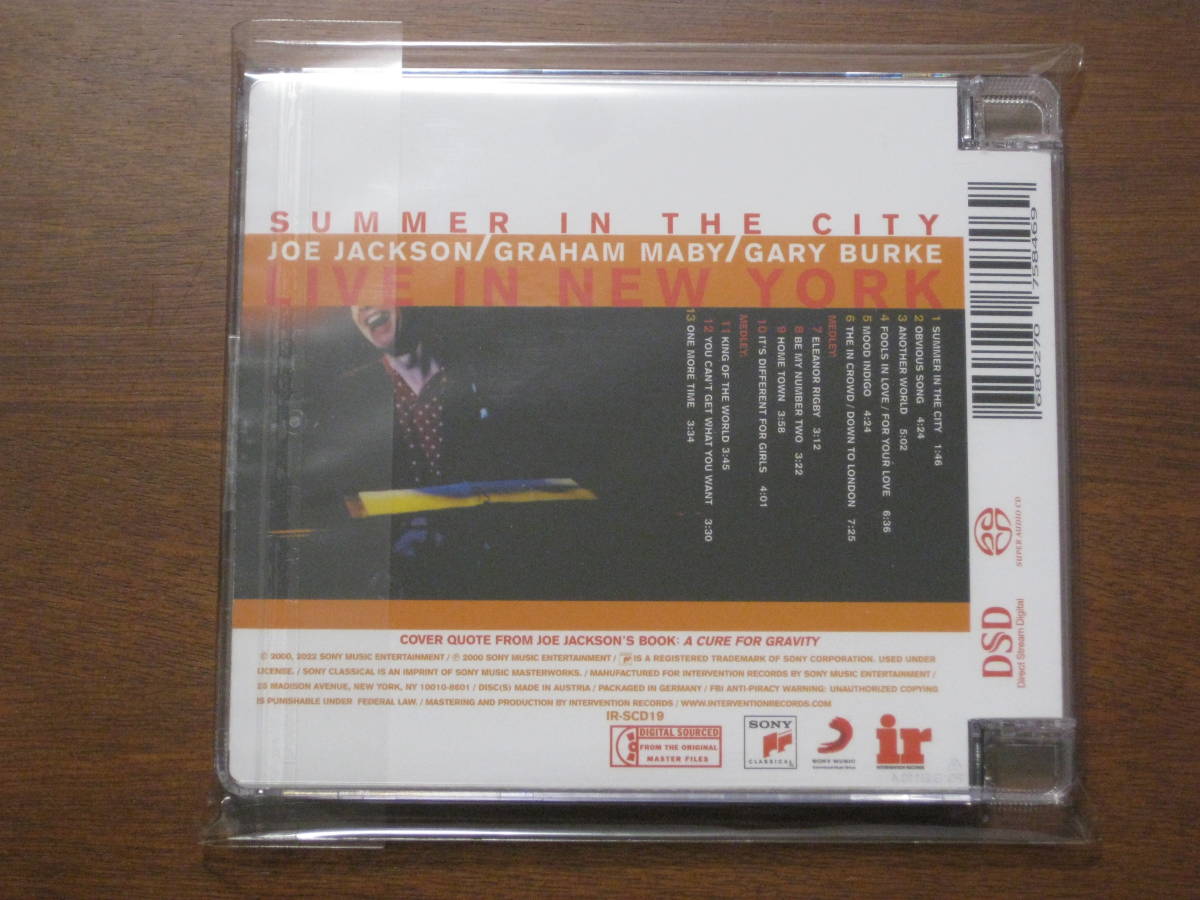 SUMMER IN THE CITY
JOE JACKSON/GRAHAM MABY/GARY BURKE
LIVE IN NEW YORK
1 SUMMER IN THE CITY 1:46
2 OBVIOUS SONG 4:24
3 ANOTHER WORLD 5:02
4 FOOLS IN LOVE / FOR YOUR LOVE 6:36
5 MOOD INDIGO 4:24
6 THE IN CROWD / DOWN TO LONDON 7:25
MEDLEY:
7 ELEANOR RIGBY 3:12
8 BE MY NUMBER TWO 3:22
9 HOME TOWN 3:58
10 IT'S DIFFERENT FOR GIRLS 4:01
MEDLEY:
11 KING OF THE WORLD 3:45
12 YOU CAN'T GET WHAT YOU WANT 3:30
13 ONE MORE TIME 3:34
680270 758469
SUPER AUDIO CD
DSD
Direct Stream Digital
COVER QUOTE FROM JOE JACKSON'S BOOK: A CURE FOR GRAVITY
© 2000, 2022 SONY MUSIC ENTERTAINMENT / ℗ 2000 SONY MUSIC ENTERTAINMENT / IS A REGISTERED TRADEMARK OF SONY CORPORATION. USED UNDER
LICENSE. / SONY CLASSICAL IS AN IMPRINT OF SONY MUSIC MASTERWORKS. / MANUFACTURED FOR INTERVENTION RECORDS BY SONY MUSIC ENTERTAINMENT /
25 MADISON AVENUE, NEW YORK, NY 10010-8601 / DISC(S) MADE IN AUSTRIA / PACKAGED IN GERMANY / FBI ANTI-PIRACY WARNING: UNAUTHORIZED COPYING
IS PUNISHABLE UNDER FEDERAL LAW. / MASTERING AND PRODUCTION BY INTERVENTION RECORDS / WWW.INTERVENTIONRECORDS.COM
IR-SCD19
DIGITAL SOURCED
FROM THE ORIGINAL
MASTER FILES
SONY
CLASSICAL
SONY MUSIC
ir
INTERVENTION RECORDS